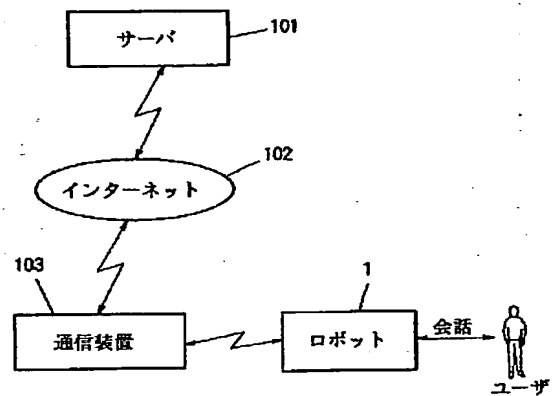 101
サーバ
102
インターネット
103
1
通信装置
ロボット
会話
ユーザ